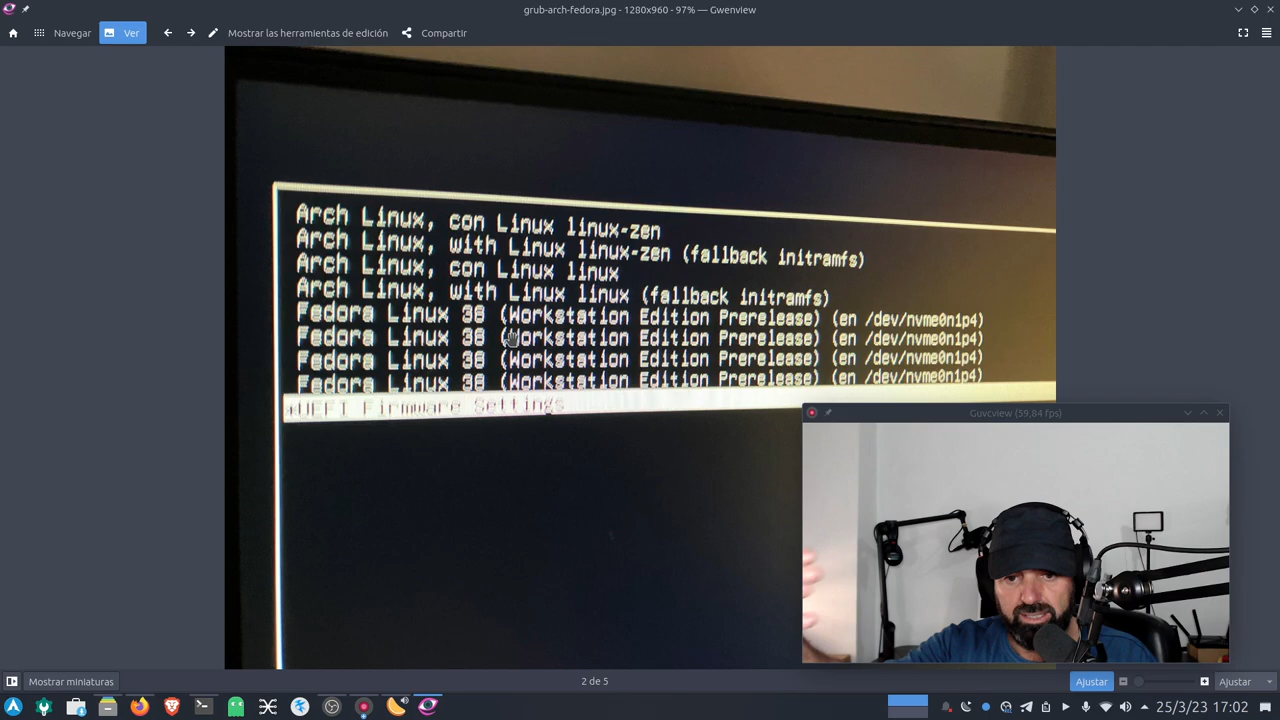 grub-arch-fedora.jpg - 1280x960 - 97% — Gwenview
Navegar
Ver
Mostrar las herramientas de edición
Compartir
Arch Linux, con Linux linux-zen
Arch Linux, with Linux linux-zen (fallback initramfs)
Arch Linux, con Linux linux
Arch Linux, with Linux linux (fallback initramfs)
Fedora Linux 38 (Workstation Edition Prerelease) (en /dev/nvme0n1p4)
Fedora Linux 38 (Workstation Edition Prerelease) (en /dev/nvme0n1p4)
Fedora Linux 38 (Workstation Edition Prerelease) (en /dev/nvme0n1p4)
Fedora Linux 38 (Workstation Edition Prerelease) (en /dev/nvme0n1p4)
*UEFI Firmware Settings
Guvcview (59,84 fps)
Mostrar miniaturas
2 de 5
Ajustar
Ajustar
25/3/23 17:02